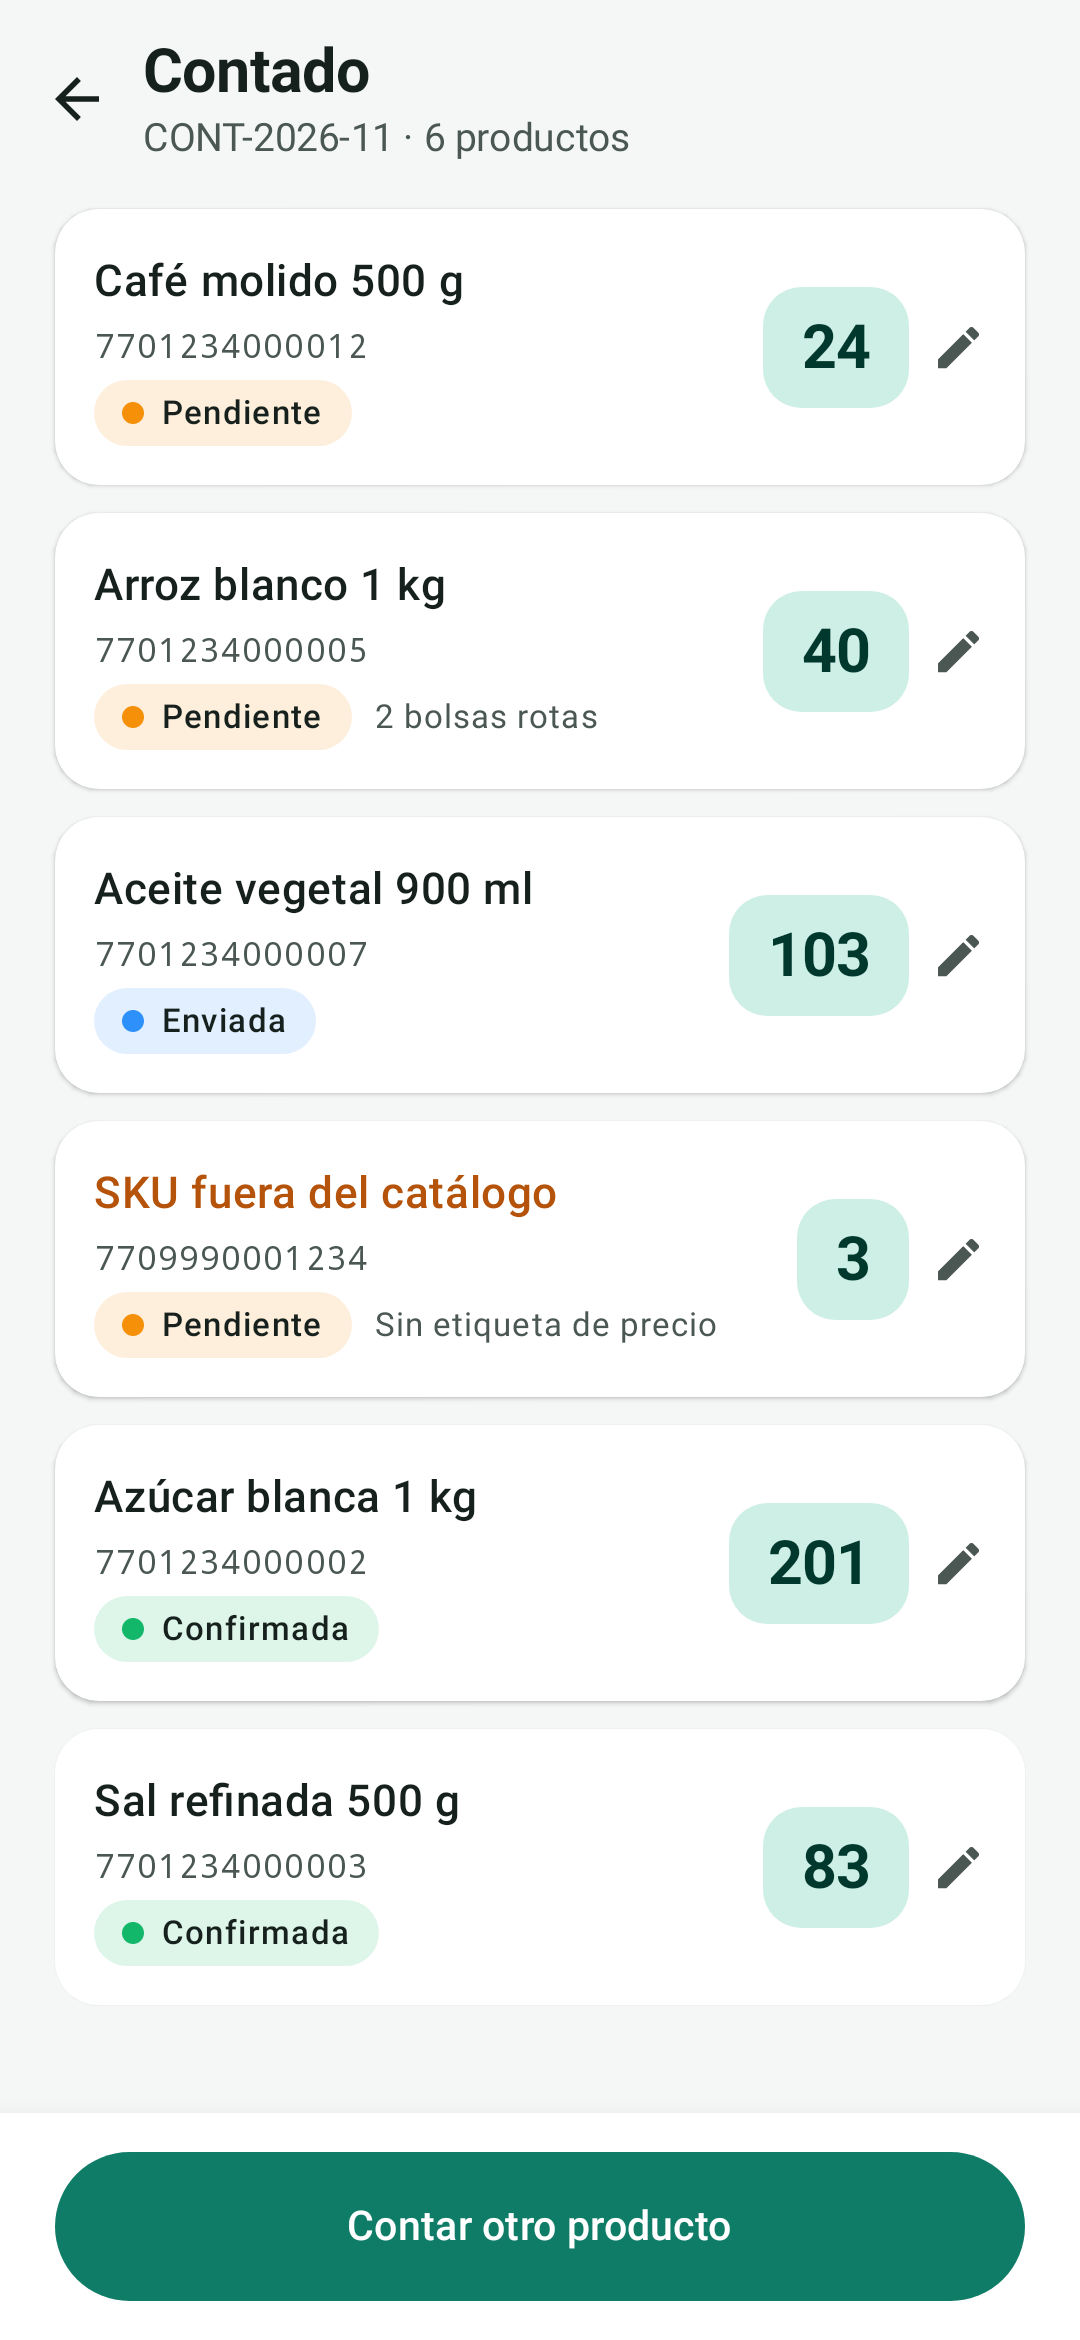 Contado
CONT-2026-11 · 6 productos
Café molido 500 g
7701234000012
24
Pendiente
Arroz blanco 1 kg
7701234000005
40
Pendiente
2 bolsas rotas
Aceite vegetal 900 ml
7701234000007
103
Enviada
SKU fuera del catálogo
7709990001234
3
Pendiente
Sin etiqueta de precio
Azúcar blanca 1 kg
7701234000002
201
Confirmada
Sal refinada 500 g
7701234000003
83
Confirmada
Contar otro producto